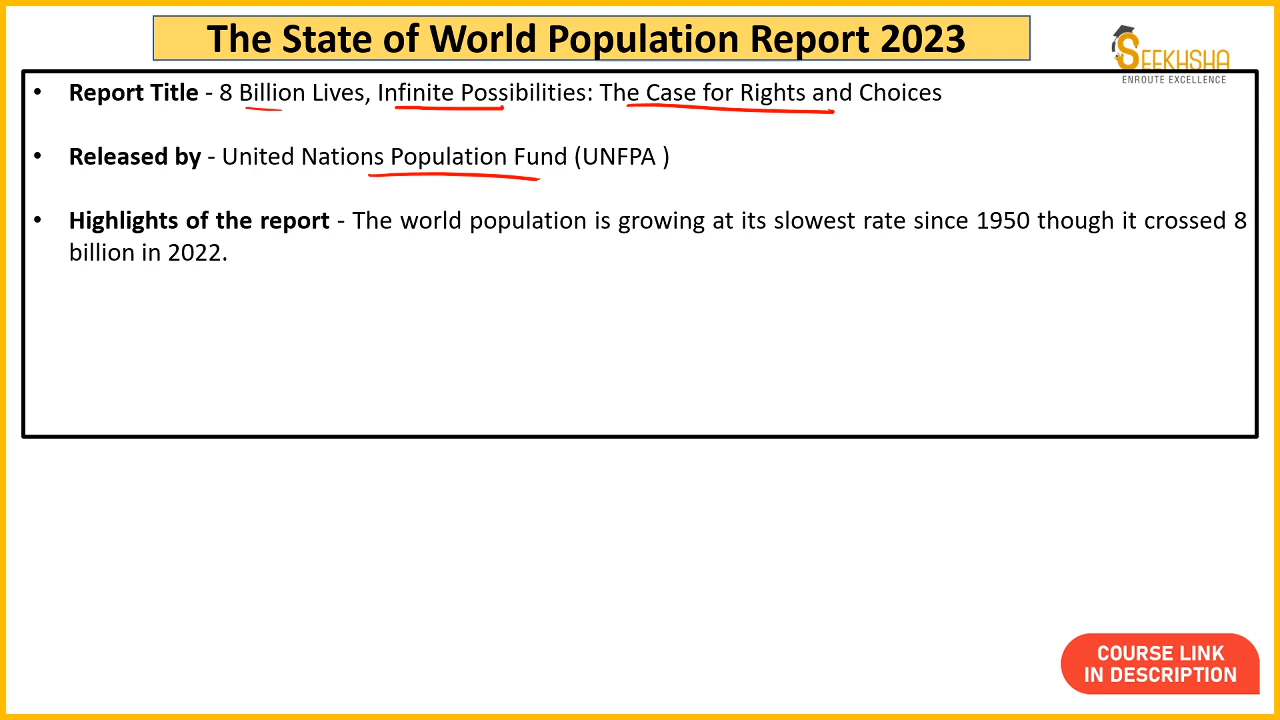 The State of World Population Report 2023
SEEKHSHA
ENROUTE EXCELLENCE
• Report Title - 8 Billion Lives, Infinite Possibilities: The Case for Rights and Choices
• Released by - United Nations Population Fund (UNFPA )
• Highlights of the report - The world population is growing at its slowest rate since 1950 though it crossed 8
billion in 2022.
COURSE LINK
IN DESCRIPTION